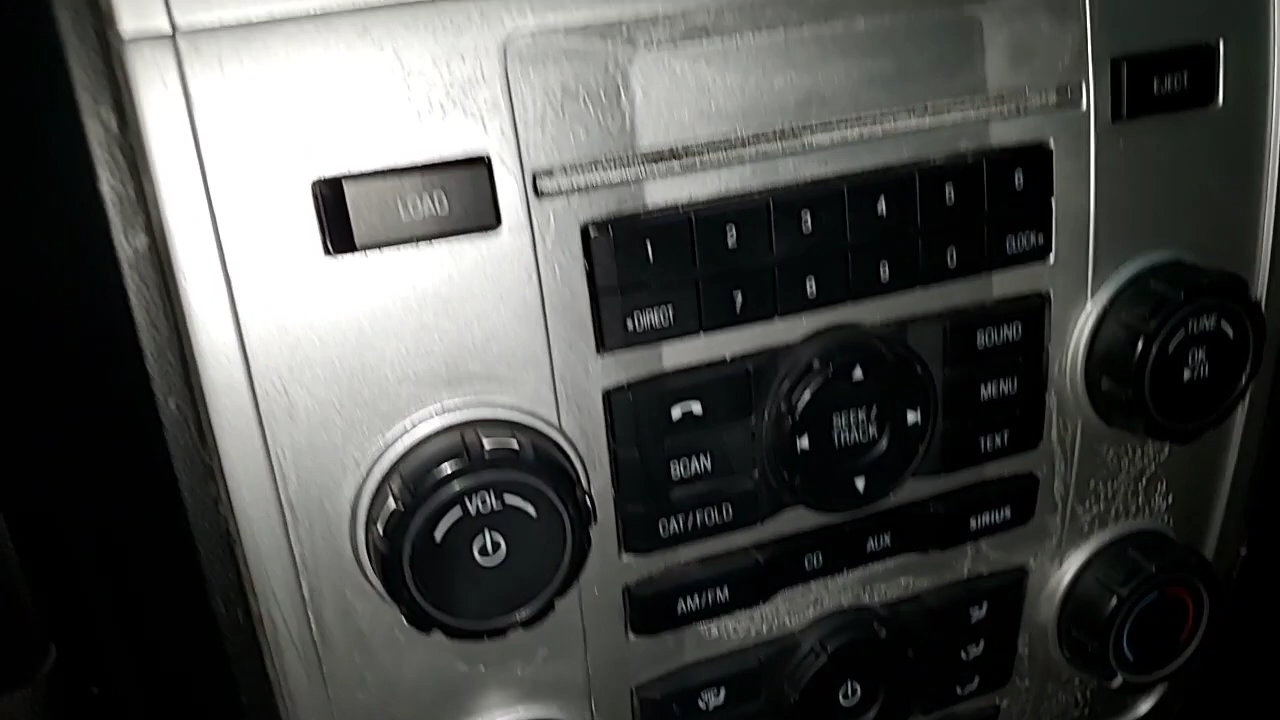 LOAD
EJECT
1 2 3 4 5 6
DIRECT 7 8 9 0 CLOCK
TUNE
OK
VOL
SEEK/
TRACK
SOUND
MENU
TEXT
SCAN
CAT/FOLD
AM/FM CD AUX SIRIUS